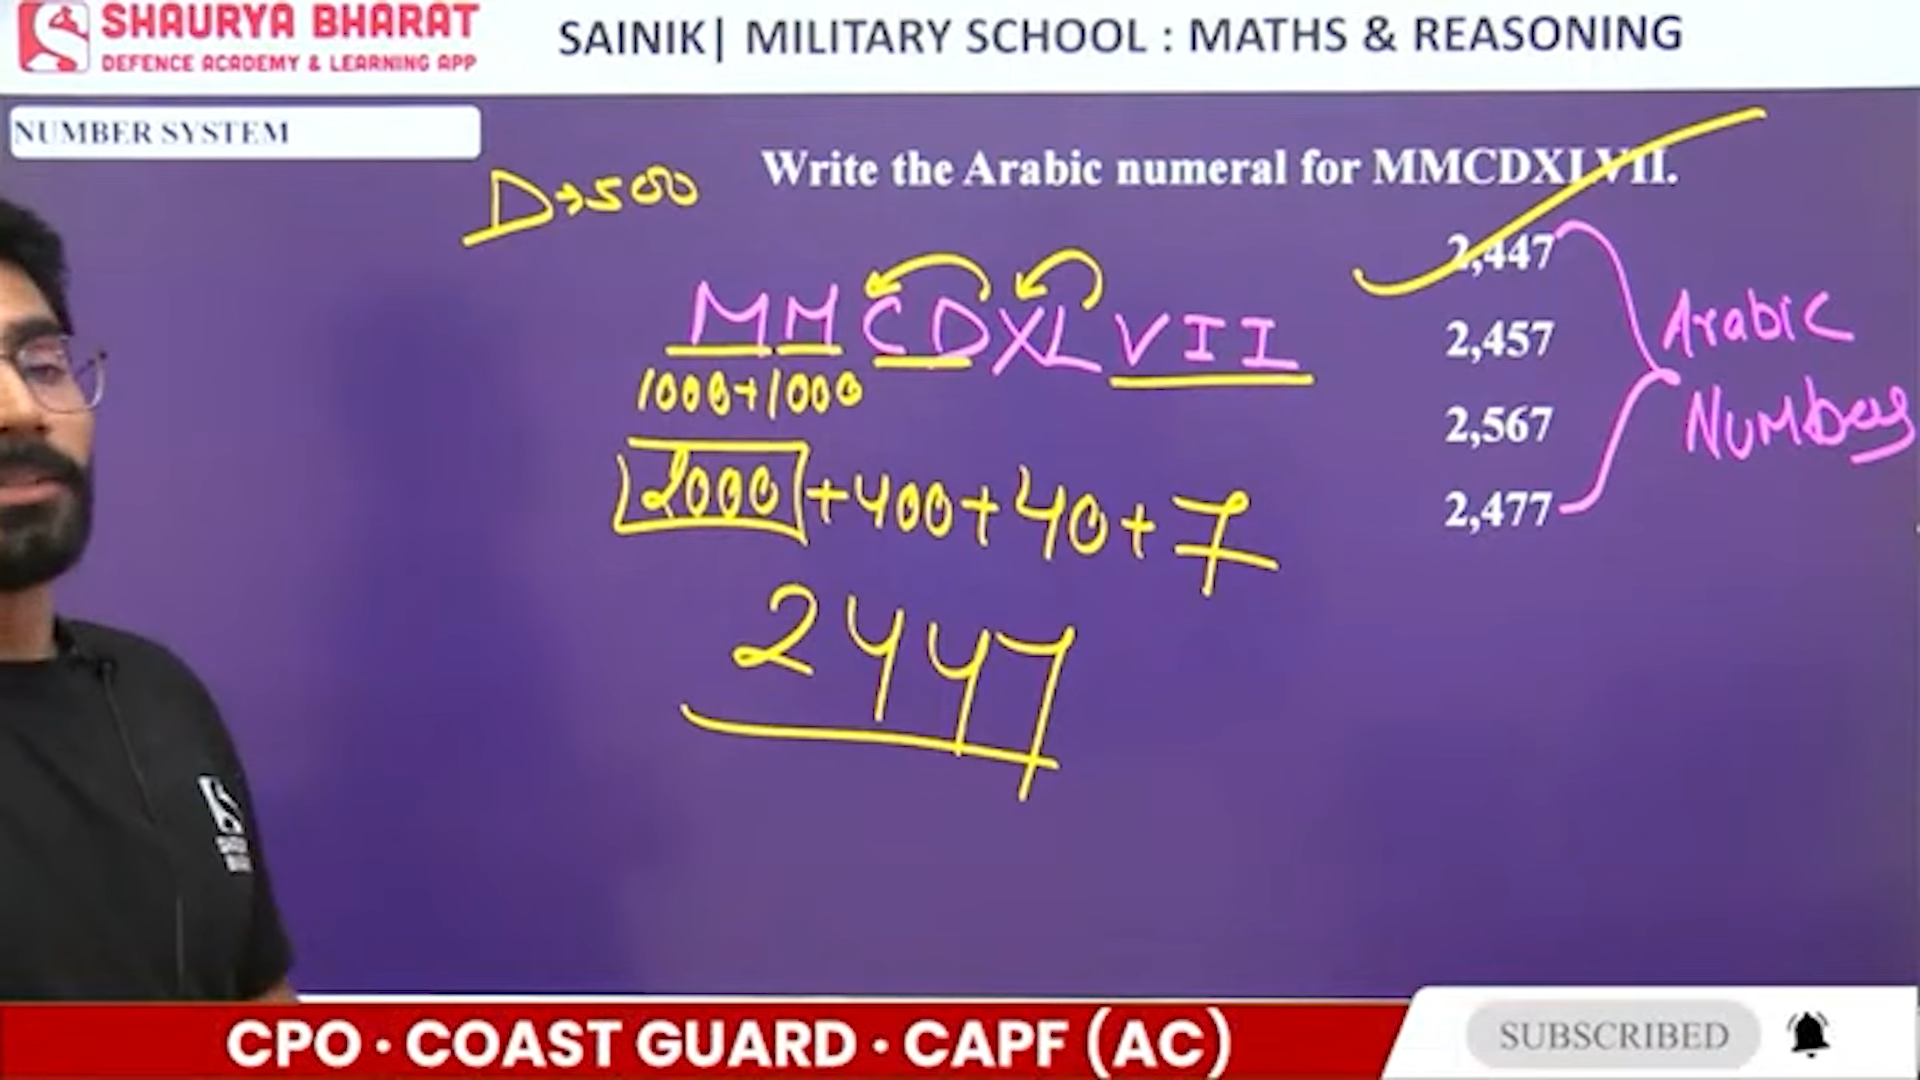 SHAURYA BHARAT
DEFENCE ACADEMY & LEARNING APP
SAINIK| MILITARY SCHOOL : MATHS & REASONING
NUMBER SYSTEM
Write the Arabic numeral for MMCDXLVII.
D→500
2,447
MMCDXLVII
2,457
Arabic
1000+1000
2,567
Numbers
2000+400+40+7
2,477
2447
CPO · COAST GUARD · CAPF (AC)
SUBSCRIBED